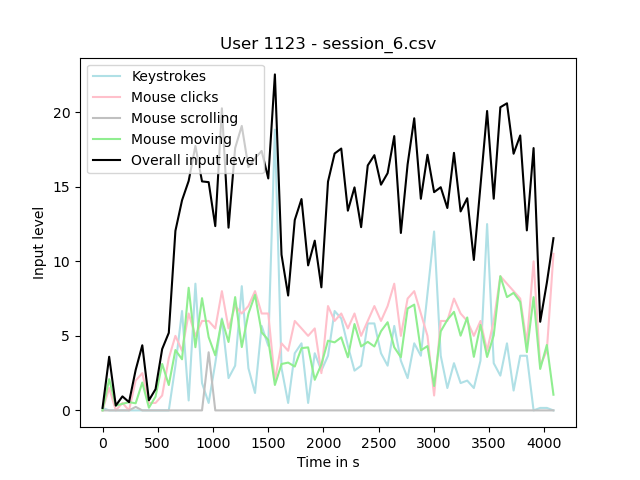 User 1123 - session_6.csv
Keystrokes
Mouse clicks
Mouse scrolling
Mouse moving
Overall input level
20
15
10
5
0
Input level
0 500 1000 1500 2000 2500 3000 3500 4000
Time in s